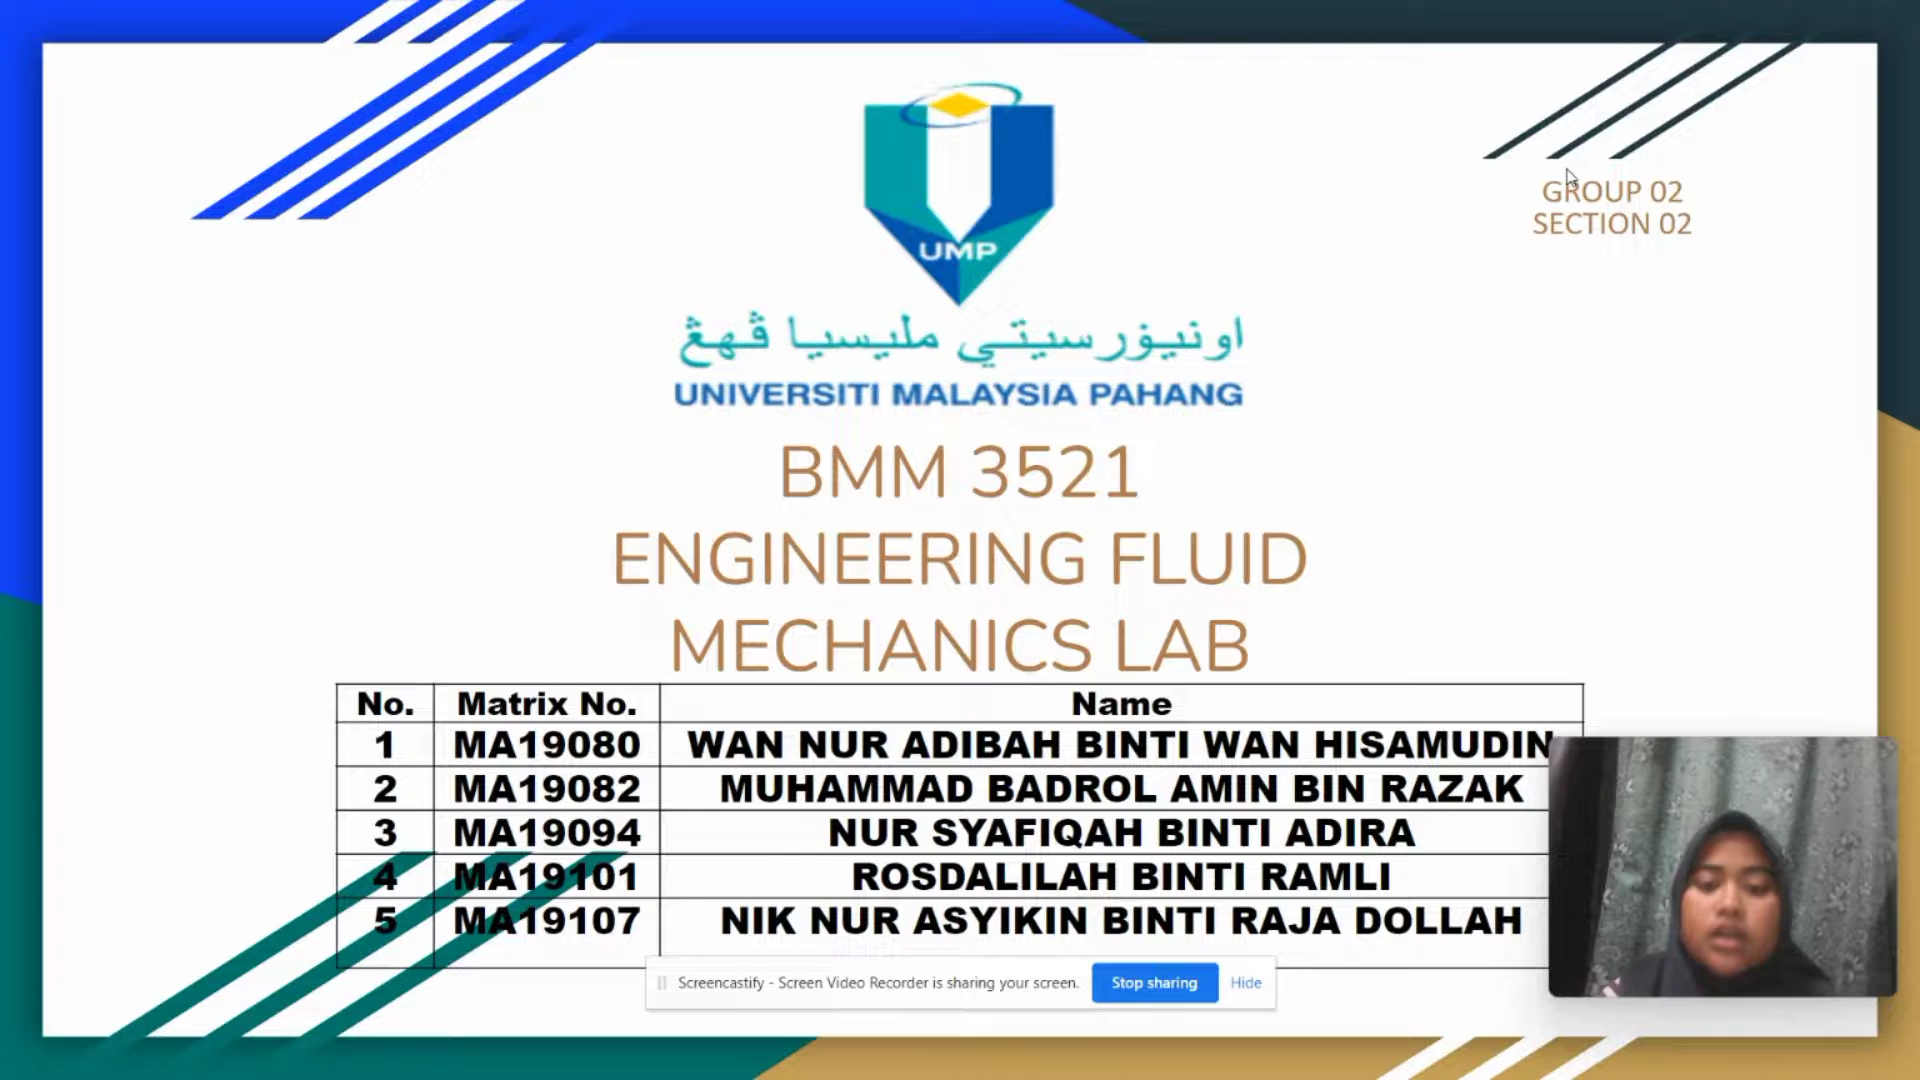 UMP
اونيۏرسيتي مليسيا ڤهڠ
UNIVERSITI MALAYSIA PAHANG
GROUP 02
SECTION 02
BMM 3521
ENGINEERING FLUID
MECHANICS LAB
No. Matrix No. Name
1 MA19080 WAN NUR ADIBAH BINTI WAN HISAMUDIN
2 MA19082 MUHAMMAD BADROL AMIN BIN RAZAK
3 MA19094 NUR SYAFIQAH BINTI ADIRA
4 MA19101 ROSDALILAH BINTI RAMLI
5 MA19107 NIK NUR ASYIKIN BINTI RAJA DOLLAH
Screencastify - Screen Video Recorder is sharing your screen. Stop sharing Hide